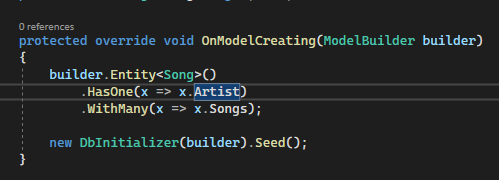 0 references
protected override void OnModelCreating(ModelBuilder builder)
{
    builder.Entity<Song>()
        .HasOne(x => x.Artist)
        .WithMany(x => x.Songs);

    new DbInitializer(builder).Seed();
}